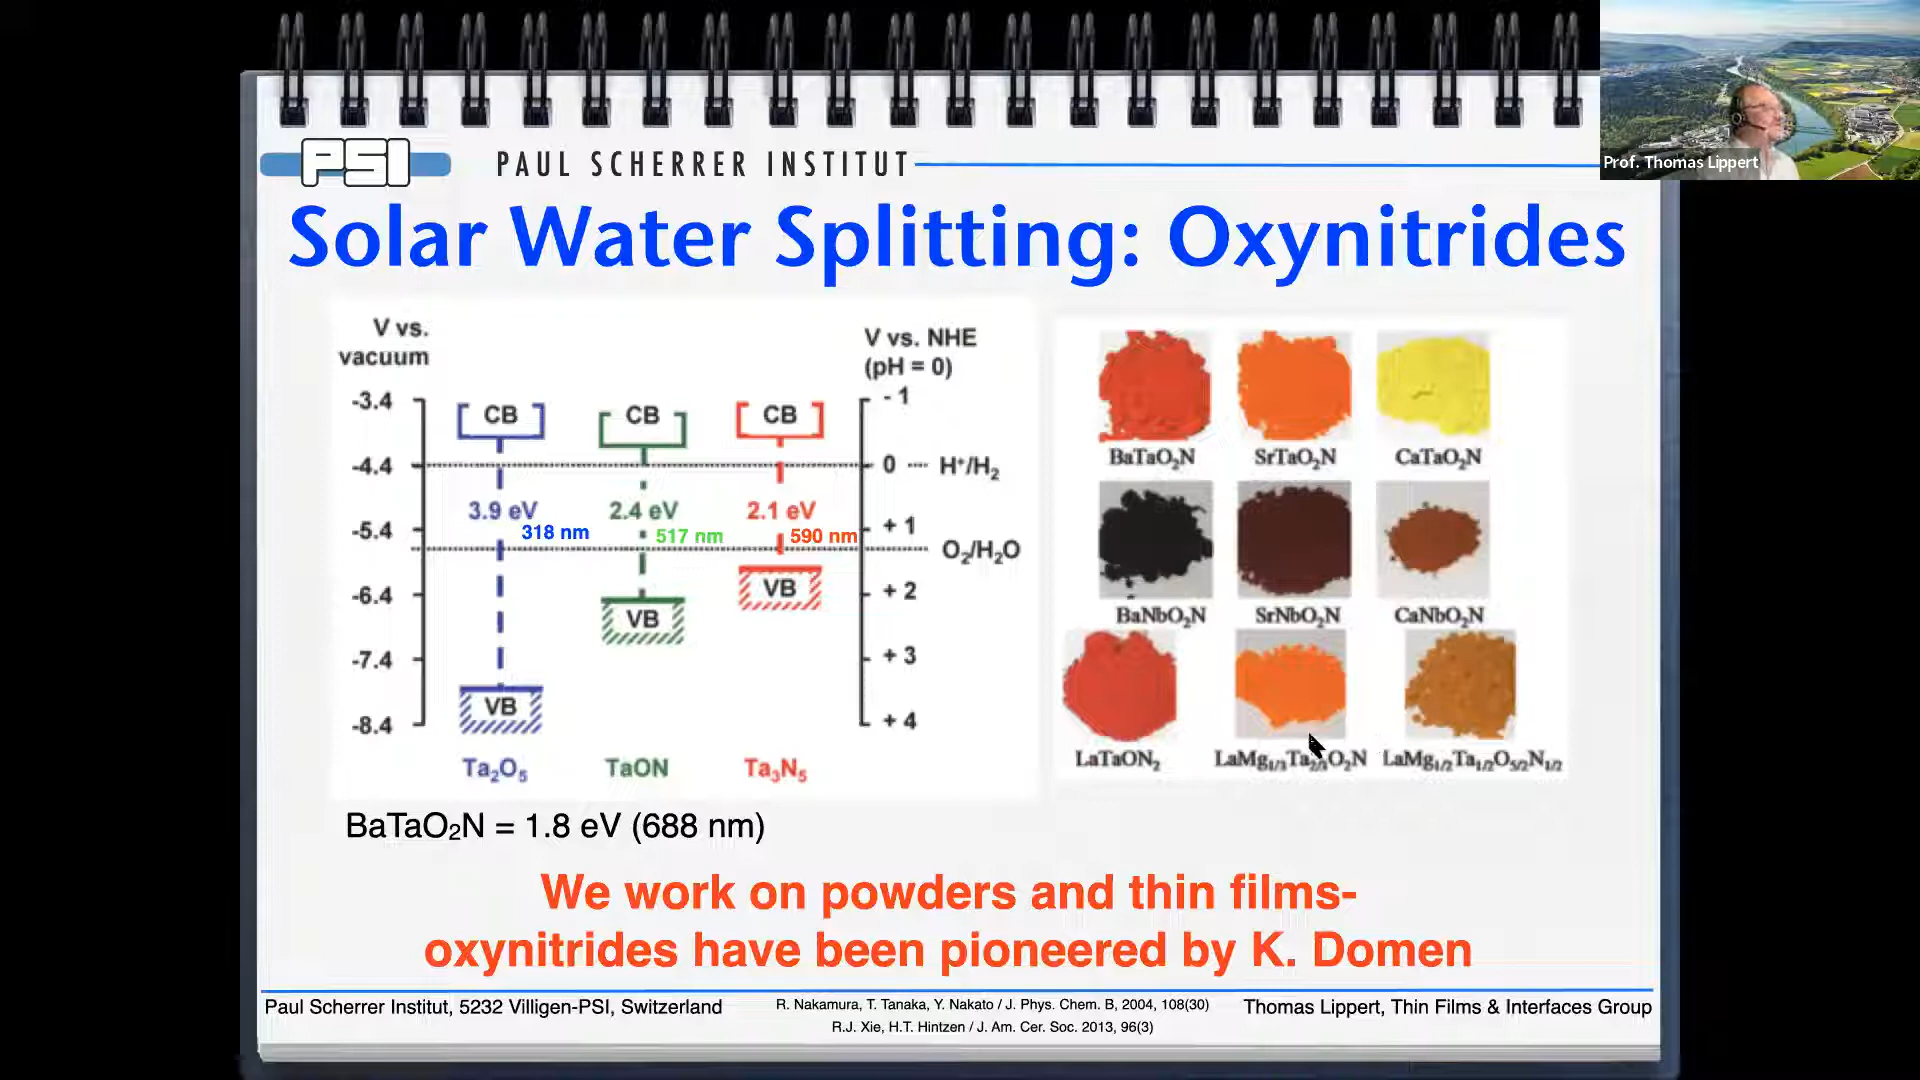 Prof. Thomas Lippert
PSI
PAUL SCHERRER INSTITUT
Solar Water Splitting: Oxynitrides
V vs. vacuum
-3.4
-4.4
-5.4
-6.4
-7.4
-8.4
CB
CB
CB
3.9 eV
318 nm
2.4 eV
517 nm
2.1 eV
590 nm
VB
VB
VB
Ta₂O₅
TaON
Ta₃N₅
V vs. NHE
(pH = 0)
- 1
0
H⁺/H₂
+ 1
O₂/H₂O
+ 2
+ 3
+ 4
BaTaO₂N
SrTaO₂N
CaTaO₂N
BaNbO₂N
SrNbO₂N
CaNbO₂N
LaTaON₂
LaMg₁/₃Ta₂/₃O₂N
LaMg₁/₂Ta₁/₂O₅/₂N₁/₂
BaTaO₂N = 1.8 eV (688 nm)
We work on powders and thin films-
oxynitrides have been pioneered by K. Domen
Paul Scherrer Institut, 5232 Villigen-PSI, Switzerland
R. Nakamura, T. Tanaka, Y. Nakato / J. Phys. Chem. B, 2004, 108(30)
R.J. Xie, H.T. Hintzen / J. Am. Cer. Soc. 2013, 96(3)
Thomas Lippert, Thin Films & Interfaces Group